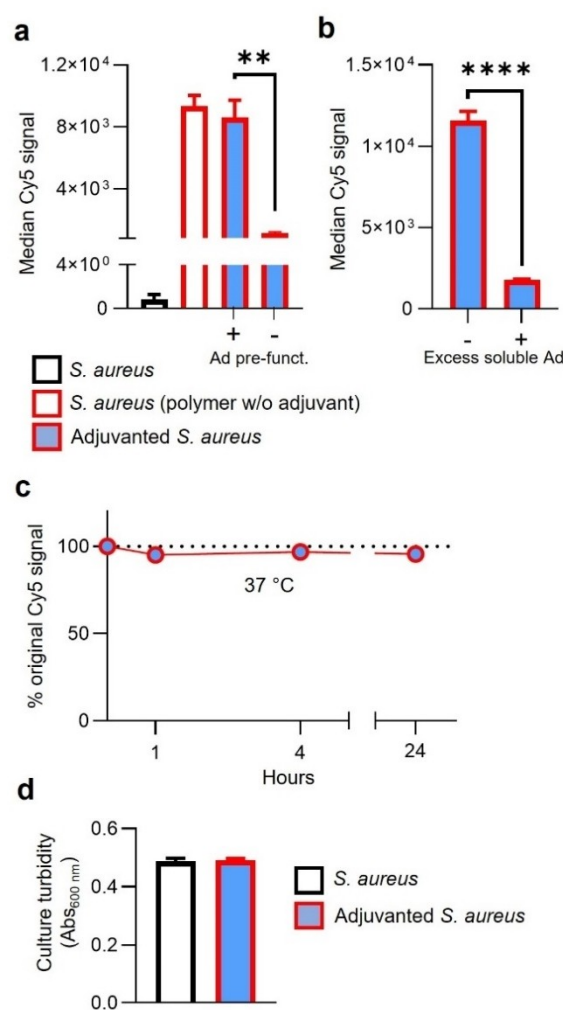 a
**
1.2×10⁴
8×10³
4×10³
4×10⁰
0
Median Cy5 signal
+ -
Ad pre-funct.
b
****
1×10⁴
5×10³
0
Median Cy5 signal
- +
Excess soluble Ad
S. aureus
S. aureus (polymer w/o adjuvant)
Adjuvanted S. aureus
c
100
50
0
% original Cy5 signal
37 °C
1 4 24
Hours
d
0.6
0.4
0.2
0.0
Culture turbidity
(Abs600 nm)
S. aureus
Adjuvanted S. aureus